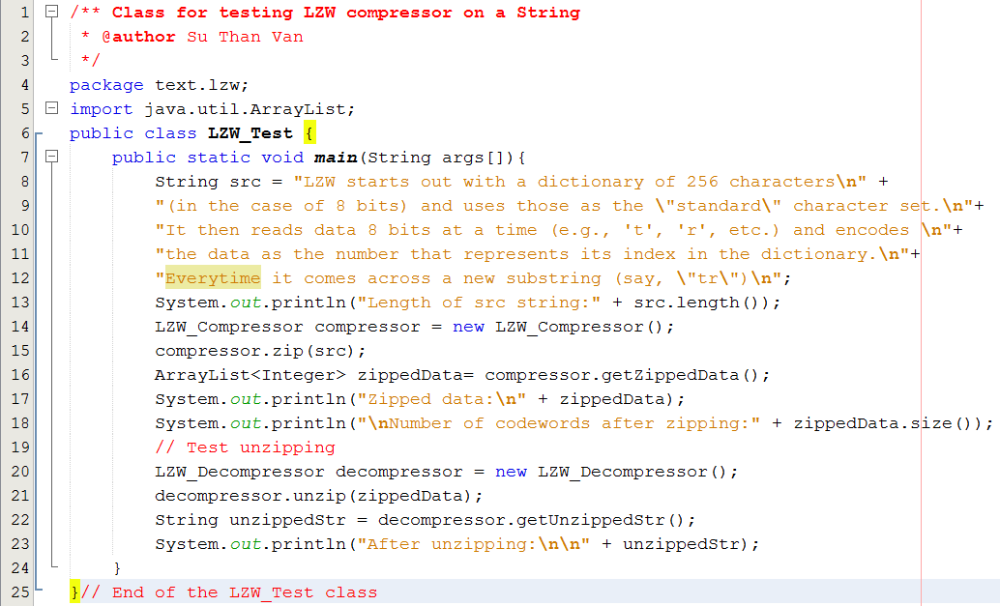 1 /** Class for testing LZW compressor on a String
2  * @author Su Than Van
3  */
4 package text.lzw;
5 import java.util.ArrayList;
6 public class LZW_Test {
7     public static void main(String args[]){
8         String src = "LZW starts out with a dictionary of 256 characters\n" +
9         "(in the case of 8 bits) and uses those as the \"standard\" character set.\n"+
10         "It then reads data 8 bits at a time (e.g., 't', 'r', etc.) and encodes \n"+
11         "the data as the number that represents its index in the dictionary.\n"+
12         "Everytime it comes across a new substring (say, \"tr\")\n";
13         System.out.println("Length of src string:" + src.length());
14         LZW_Compressor compressor = new LZW_Compressor();
15         compressor.zip(src);
16         ArrayList<Integer> zippedData= compressor.getZippedData();
17         System.out.println("Zipped data:\n" + zippedData);
18         System.out.println("\nNumber of codewords after zipping:" + zippedData.size());
19         // Test unzipping
20         LZW_Decompressor decompressor = new LZW_Decompressor();
21         decompressor.unzip(zippedData);
22         String unzippedStr = decompressor.getUnzippedStr();
23         System.out.println("After unzipping:\n\n" + unzippedStr);
24     }
25 }// End of the LZW_Test class